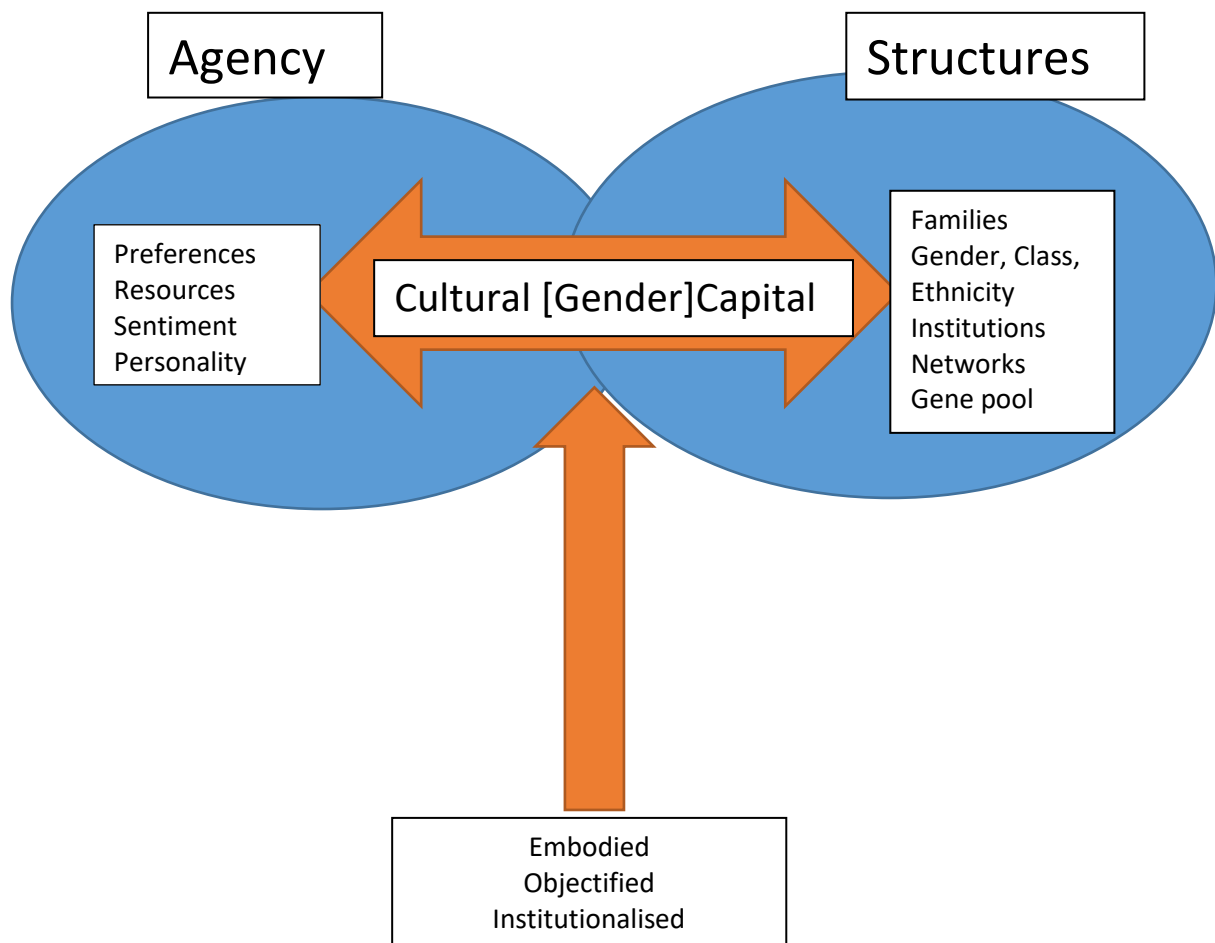 Agency
Structures
Preferences
Resources
Sentiment
Personality
Cultural [Gender]Capital
Families
Gender, Class,
Ethnicity
Institutions
Networks
Gene pool
Embodied
Objectified
Institutionalised